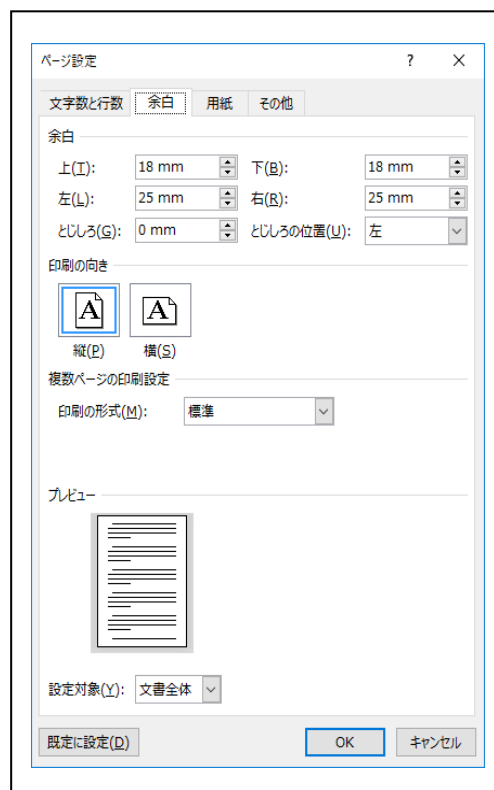 ページ設定 ? ×
文字数と行数 余白 用紙 その他
余白
上(T): 18 mm 下(B): 18 mm
左(L): 25 mm 右(R): 25 mm
とじしろ(G): 0 mm とじしろの位置(U): 左
印刷の向き
A A
縦(P) 横(S)
複数ページの印刷設定
印刷の形式(M): 標準
プレビュー
設定対象(Y): 文書全体
既定に設定(D) OK キャンセル